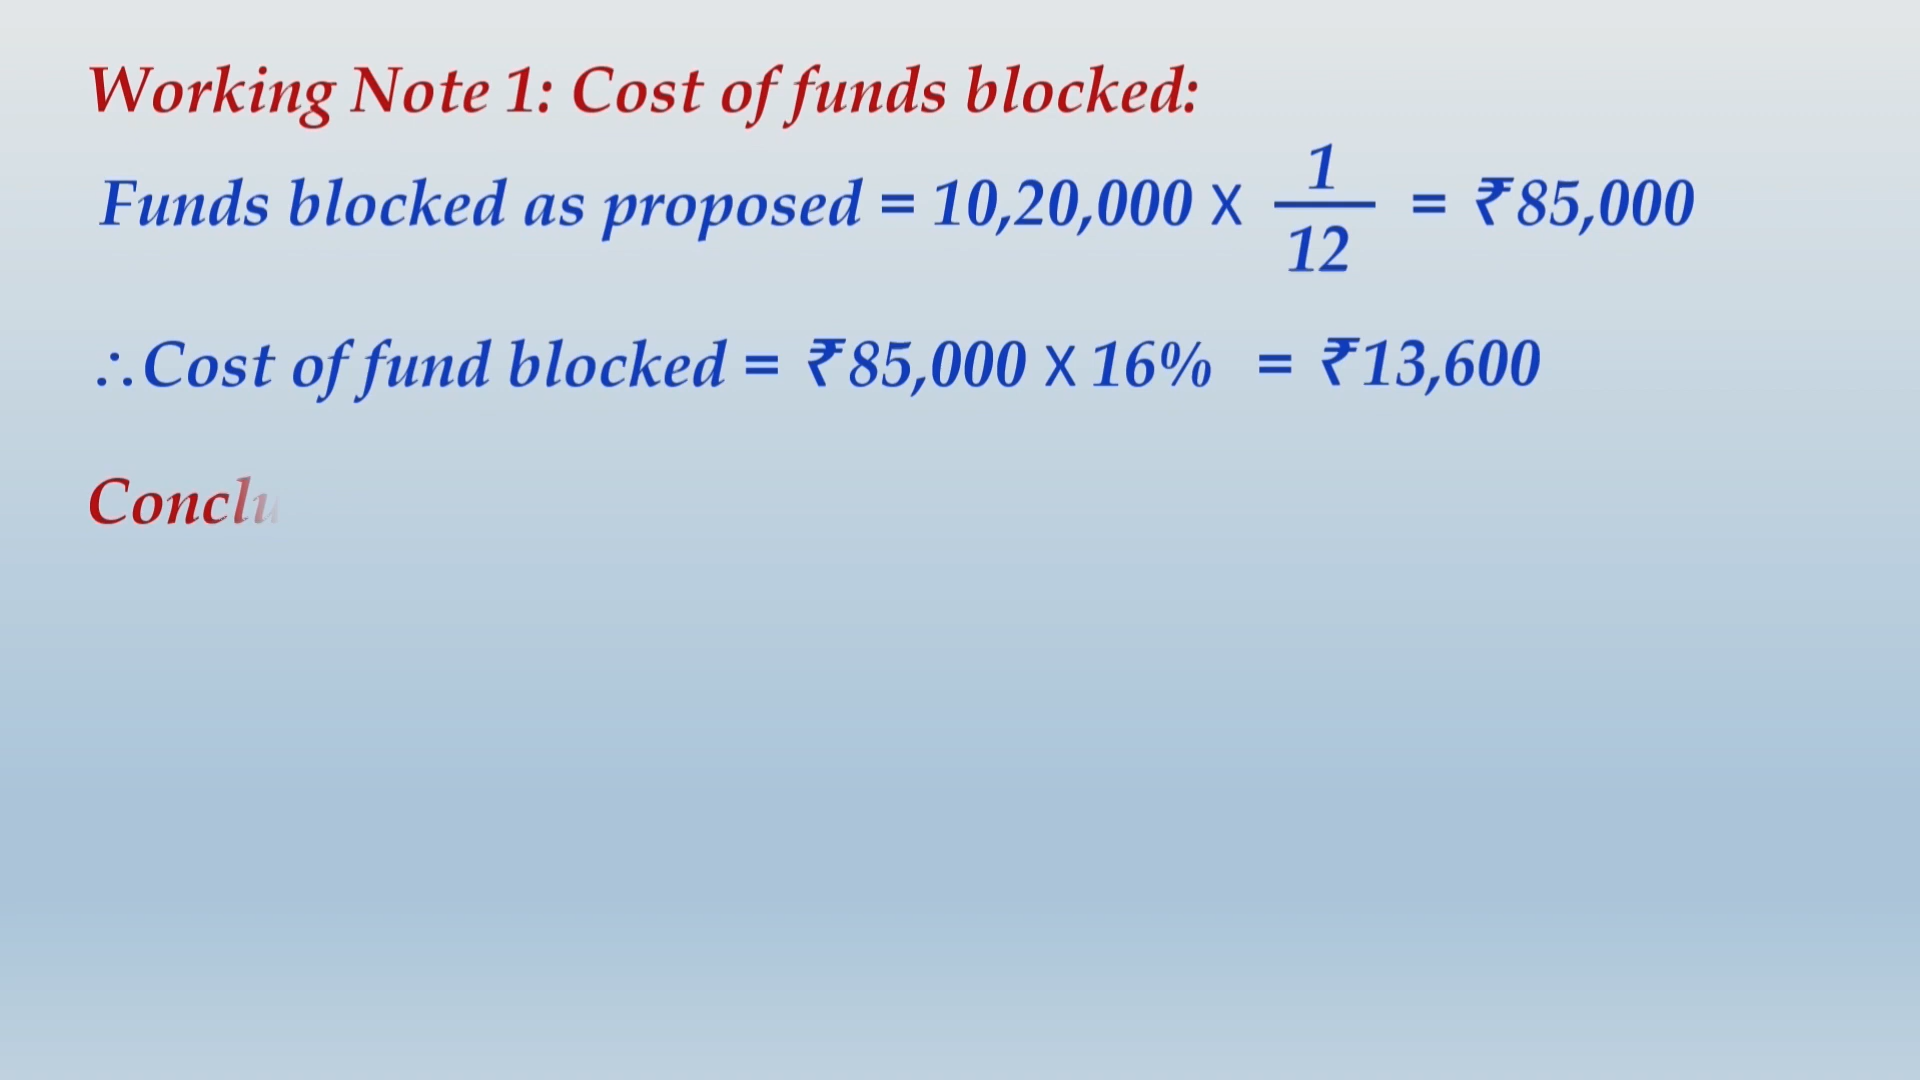 Working Note 1: Cost of funds blocked:
Funds blocked as proposed = 10,20,000 X 1/12 = ₹85,000
∴Cost of fund blocked = ₹85,000 X 16% = ₹13,600
Conclu